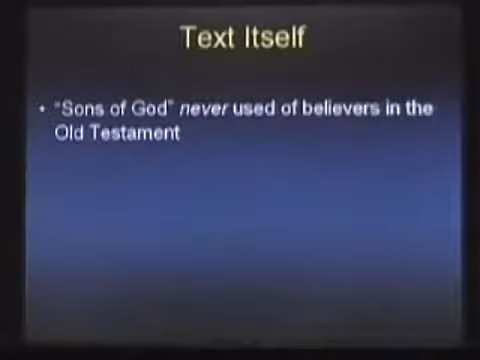 Text Itself
• "Sons of God" never used of believers in the
Old Testament